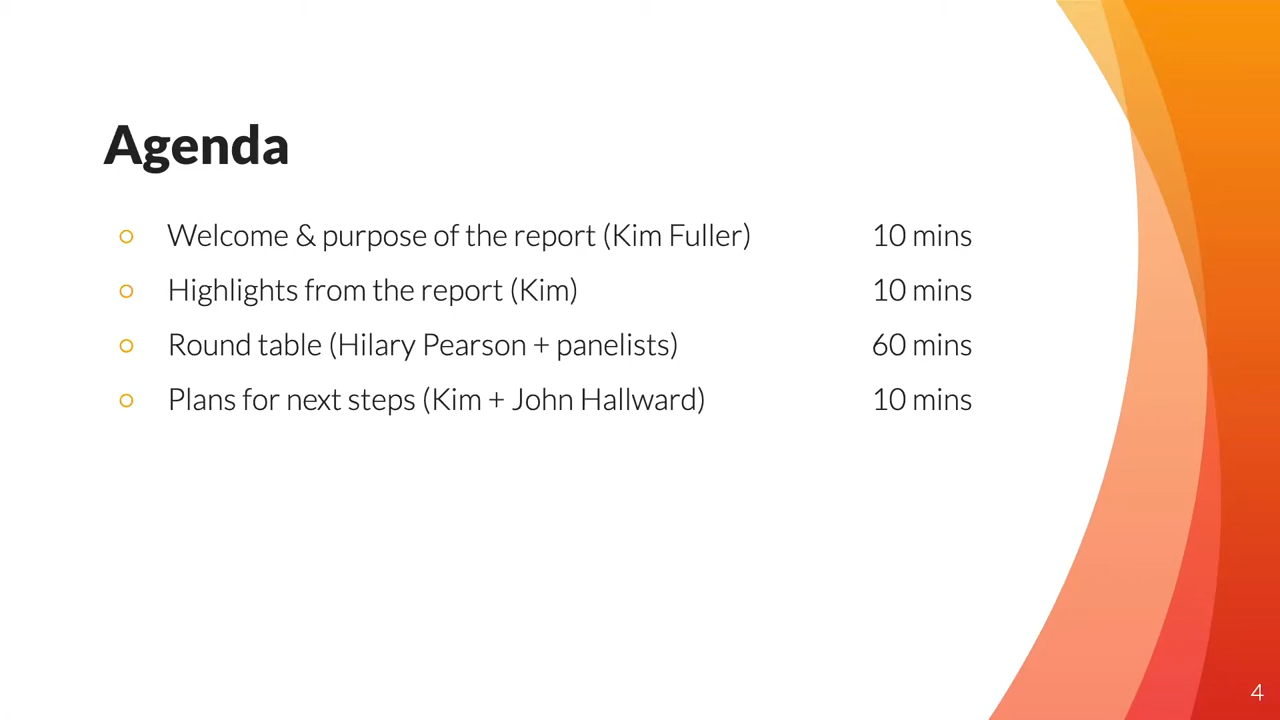 Agenda
Welcome & purpose of the report (Kim Fuller) 10 mins
Highlights from the report (Kim) 10 mins
Round table (Hilary Pearson + panelists) 60 mins
Plans for next steps (Kim + John Hallward) 10 mins
4